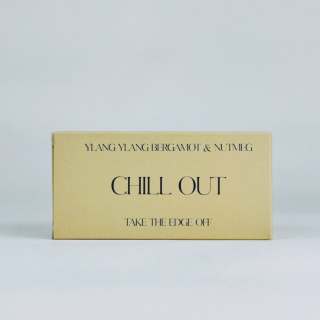 YLANG YLANG BERGAMOT & NUTMEG
CHILL OUT
TAKE THE EDGE OFF